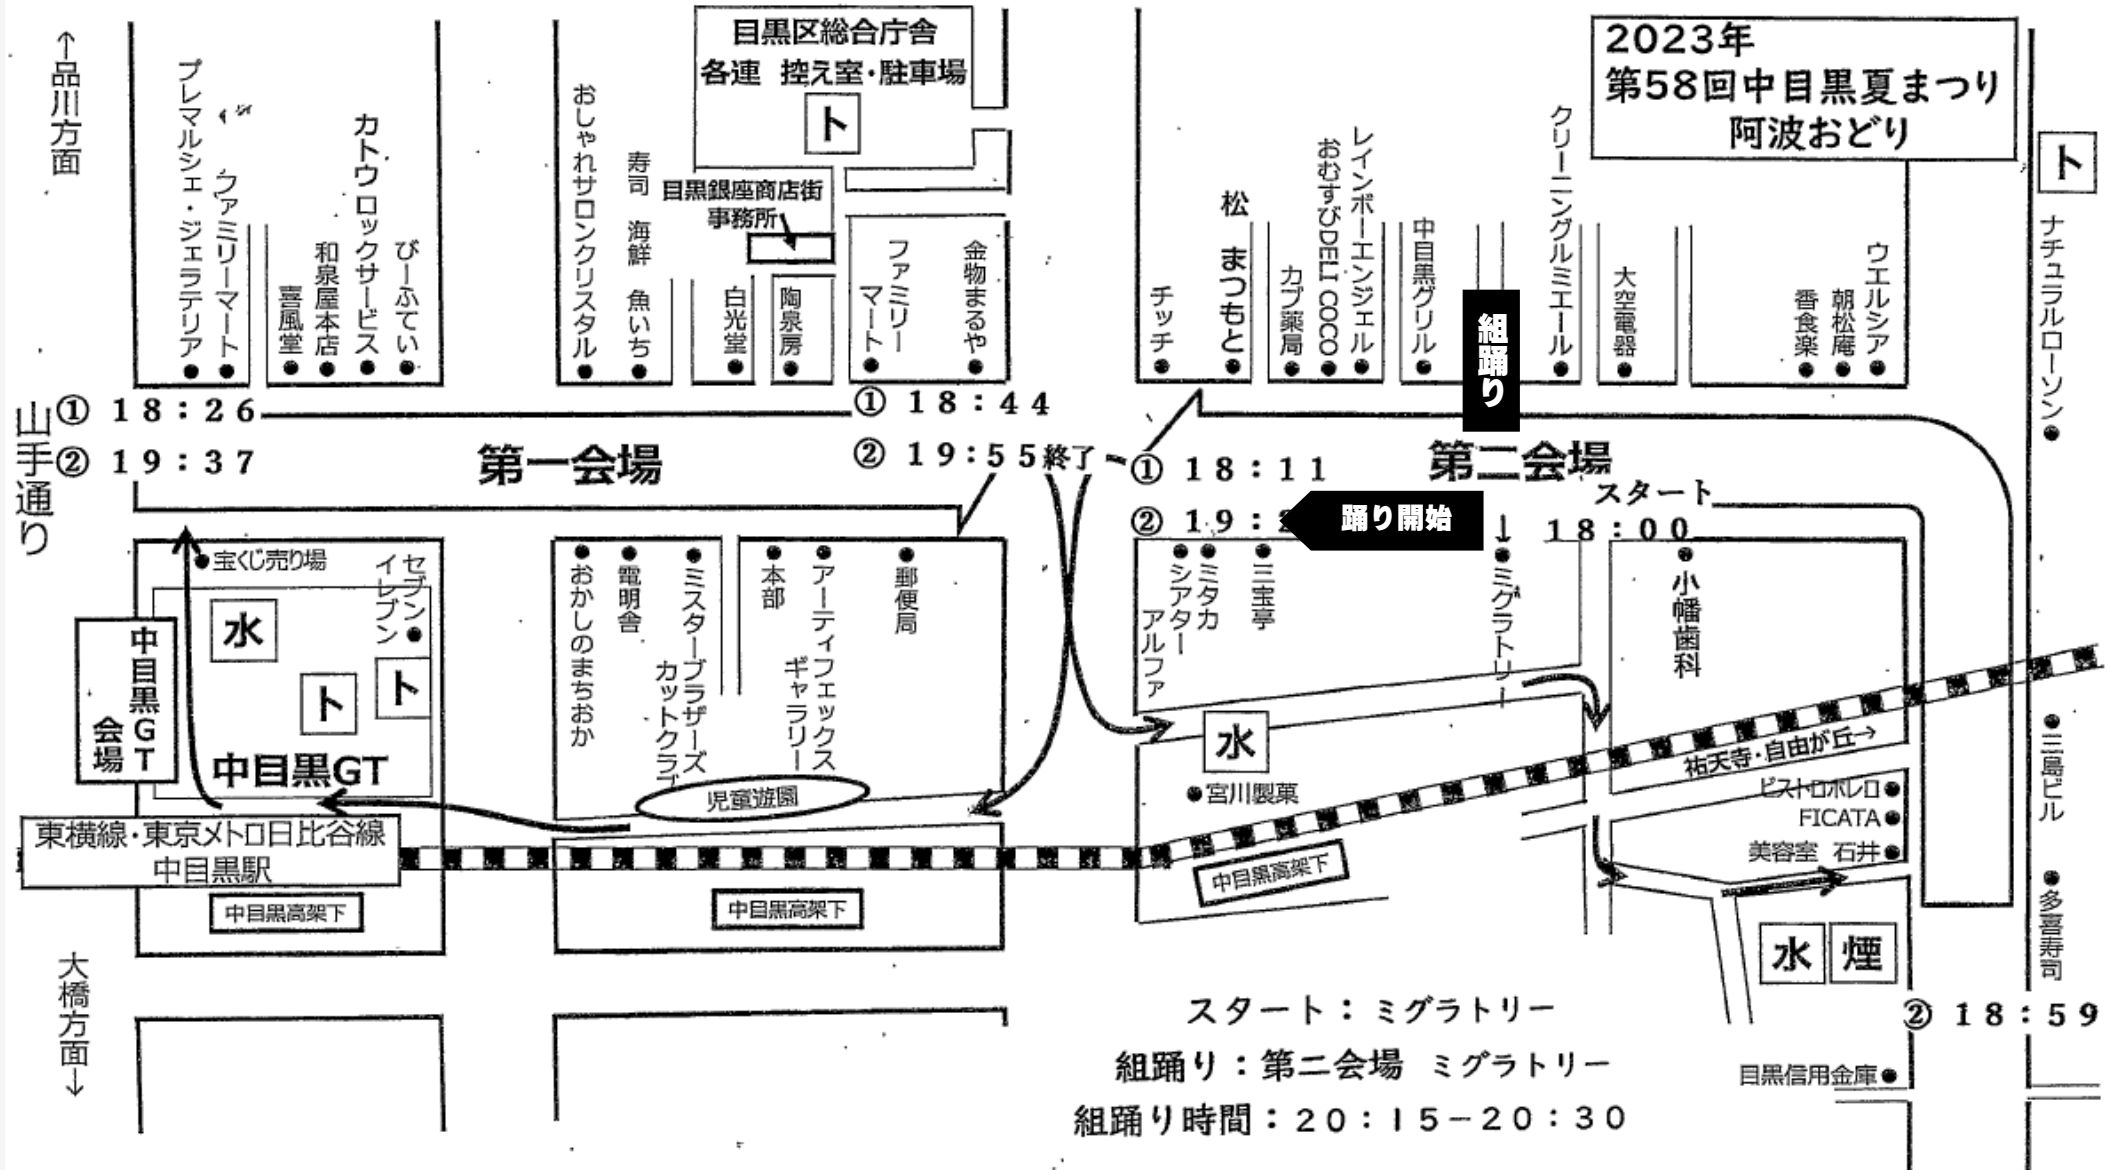 2023年
第58回中目黒夏まつり
阿波おどり
目黒区総合庁舎
各連 控え室・駐車場
ト
目黒銀座商店街
事務所
↑品川方面
プレマルシェ・ジェラテリア
ファミリーマート
喜風堂
和泉屋本店
カトウロックサービス
びーふてい
おしゃれサロンクリスタル
寿司 海鮮 魚いち
白光堂
陶泉房
ファミリー
マート
金物まるや
チッチ
松 まつもと
カブ薬局
おむすびDELI COCO
レインボーエンジェル
中目黒グリル
組踊り
クリーニングルミエール
大空電器
香食楽
朝松庵
ウエルシア
ト
ナチュラルローソン
山手通り
① 18:26
② 19:37
第一会場
① 18:44
② 19:55終了
① 18:11
② 19:2
踊り開始
第二会場
スタート
18:00
宝くじ売り場
セブン
イレブン
水
ト
ト
中目黒GT
会場
中目黒GT
東横線・東京メトロ日比谷線
中目黒駅
中目黒高架下
おかしのまちおか
電明舎
ミスターブラザーズ
カットクラブ
本部
アーティフェックス
ギャラリー
郵便局
児童遊園
中目黒高架下
シアター
アルファ
ミタカ
三宝亭
ミグラトリー
小幡歯科
水
宮川製菓
中目黒高架下
祐天寺・自由が丘→
ビストロボレロ
FICATA
美容室 石井
三島ビル
多喜寿司
水
煙
② 18:59
目黒信用金庫
大橋方面↓
スタート：ミグラトリー
組踊り：第二会場 ミグラトリー
組踊り時間：20：15－20：30